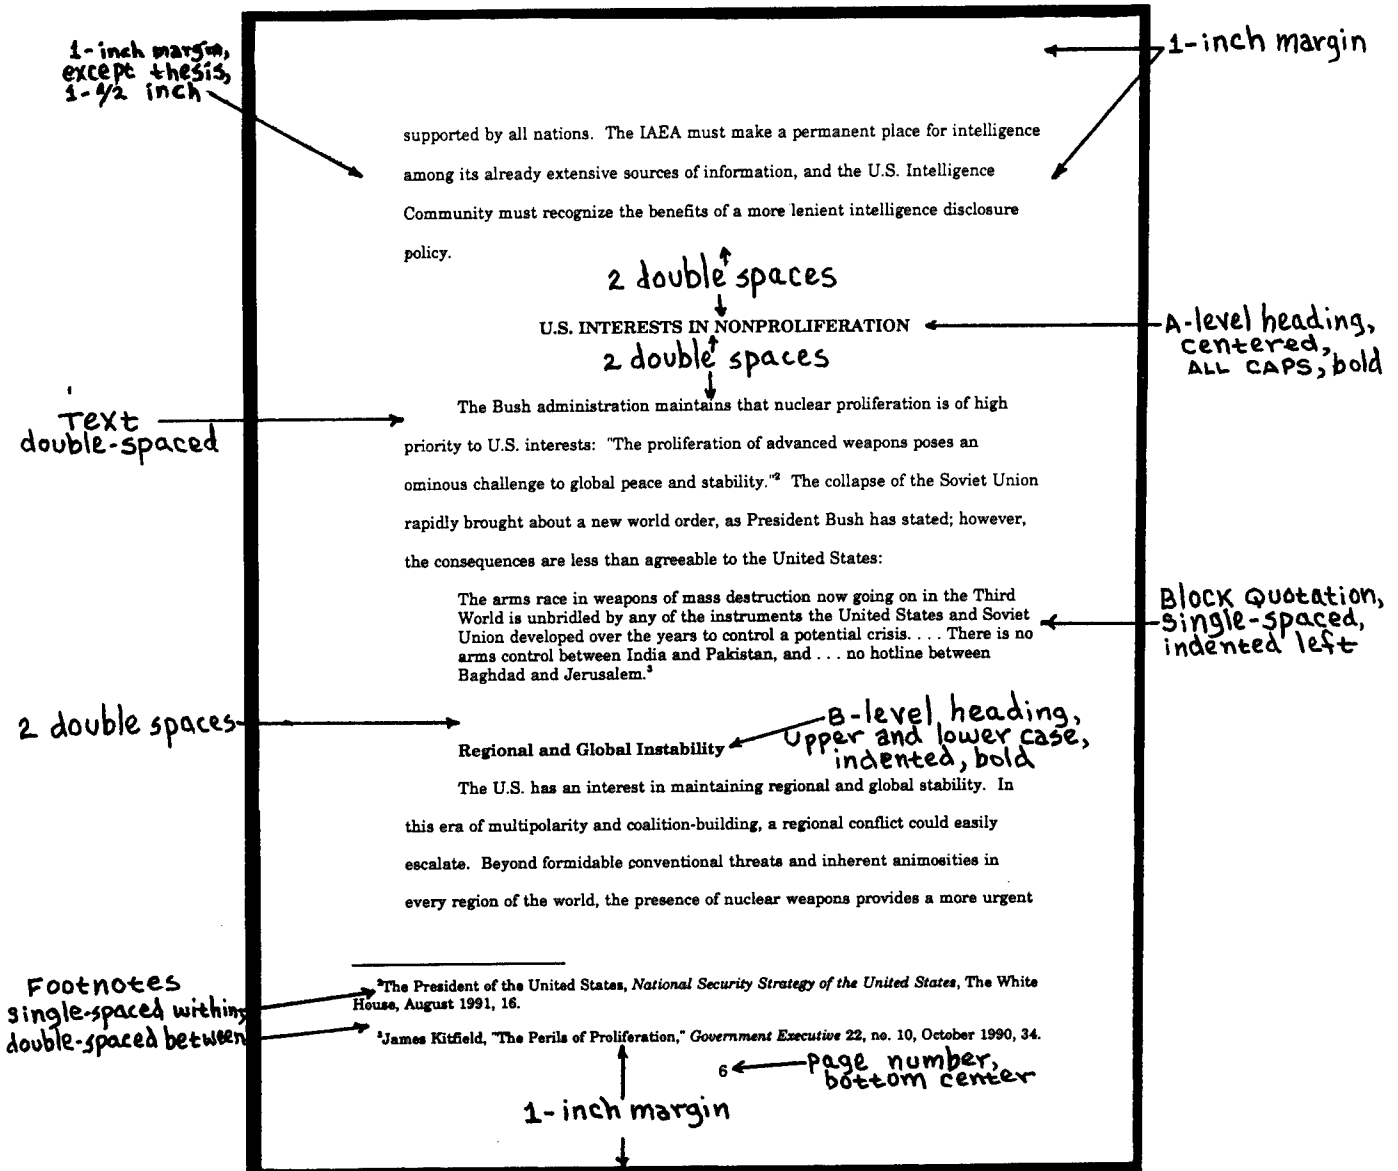 1-inch margin,
except thesis,
1-1/2 inch
1-inch margin
supported by all nations. The IAEA must make a permanent place for intelligence
among its already extensive sources of information, and the U.S. Intelligence
Community must recognize the benefits of a more lenient intelligence disclosure
policy.
2 double spaces
U.S. INTERESTS IN NONPROLIFERATION
A-level heading,
centered,
ALL CAPS, bold
2 double spaces
Text
double-spaced
The Bush administration maintains that nuclear proliferation is of high
priority to U.S. interests: "The proliferation of advanced weapons poses an
ominous challenge to global peace and stability."² The collapse of the Soviet Union
rapidly brought about a new world order, as President Bush has stated; however,
the consequences are less than agreeable to the United States:
The arms race in weapons of mass destruction now going on in the Third
World is unbridled by any of the instruments the United States and Soviet
Union developed over the years to control a potential crisis. . . . There is no
arms control between India and Pakistan, and . . . no hotline between
Baghdad and Jerusalem.³
Block Quotation,
single-spaced,
indented left
2 double spaces
B-level heading,
upper and lower case,
indented, bold
Regional and Global Instability
The U.S. has an interest in maintaining regional and global stability. In
this era of multipolarity and coalition-building, a regional conflict could easily
escalate. Beyond formidable conventional threats and inherent animosities in
every region of the world, the presence of nuclear weapons provides a more urgent
Footnotes
single-spaced within,
double-spaced between
²The President of the United States, National Security Strategy of the United States, The White
House, August 1991, 16.
³James Kitfield, "The Perils of Proliferation," Government Executive 22, no. 10, October 1990, 34.
6
page number,
bottom center
1-inch margin